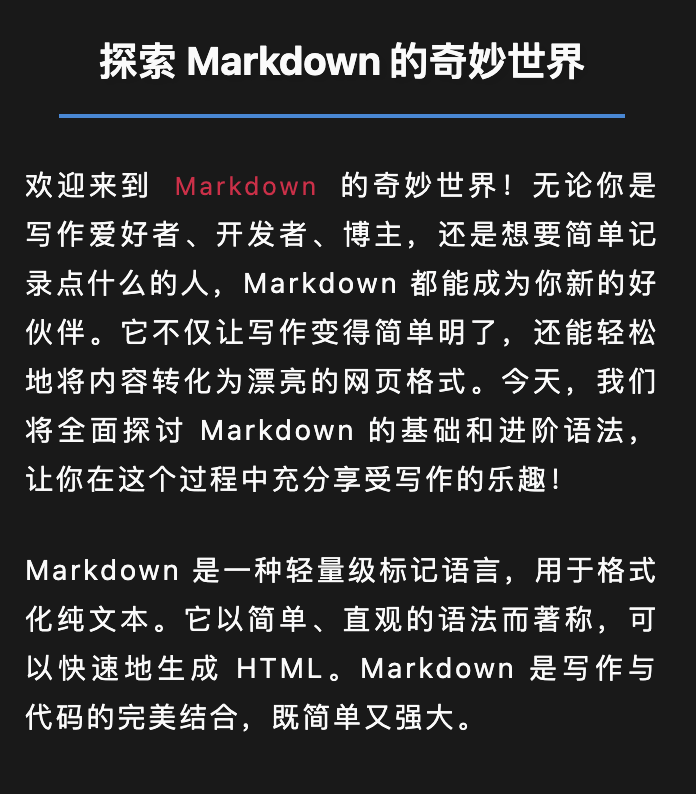 探索 Markdown 的奇妙世界
欢迎来到 Markdown 的奇妙世界！无论你是
写作爱好者、开发者、博主，还是想要简单记
录点什么的人，Markdown 都能成为你新的好
伙伴。它不仅让写作变得简单明了，还能轻松
地将内容转化为漂亮的网页格式。今天，我们
将全面探讨 Markdown 的基础和进阶语法，
让你在这个过程中充分享受写作的乐趣！
Markdown 是一种轻量级标记语言，用于格式
化纯文本。它以简单、直观的语法而著称，可
以快速地生成 HTML。Markdown 是写作与
代码的完美结合，既简单又强大。